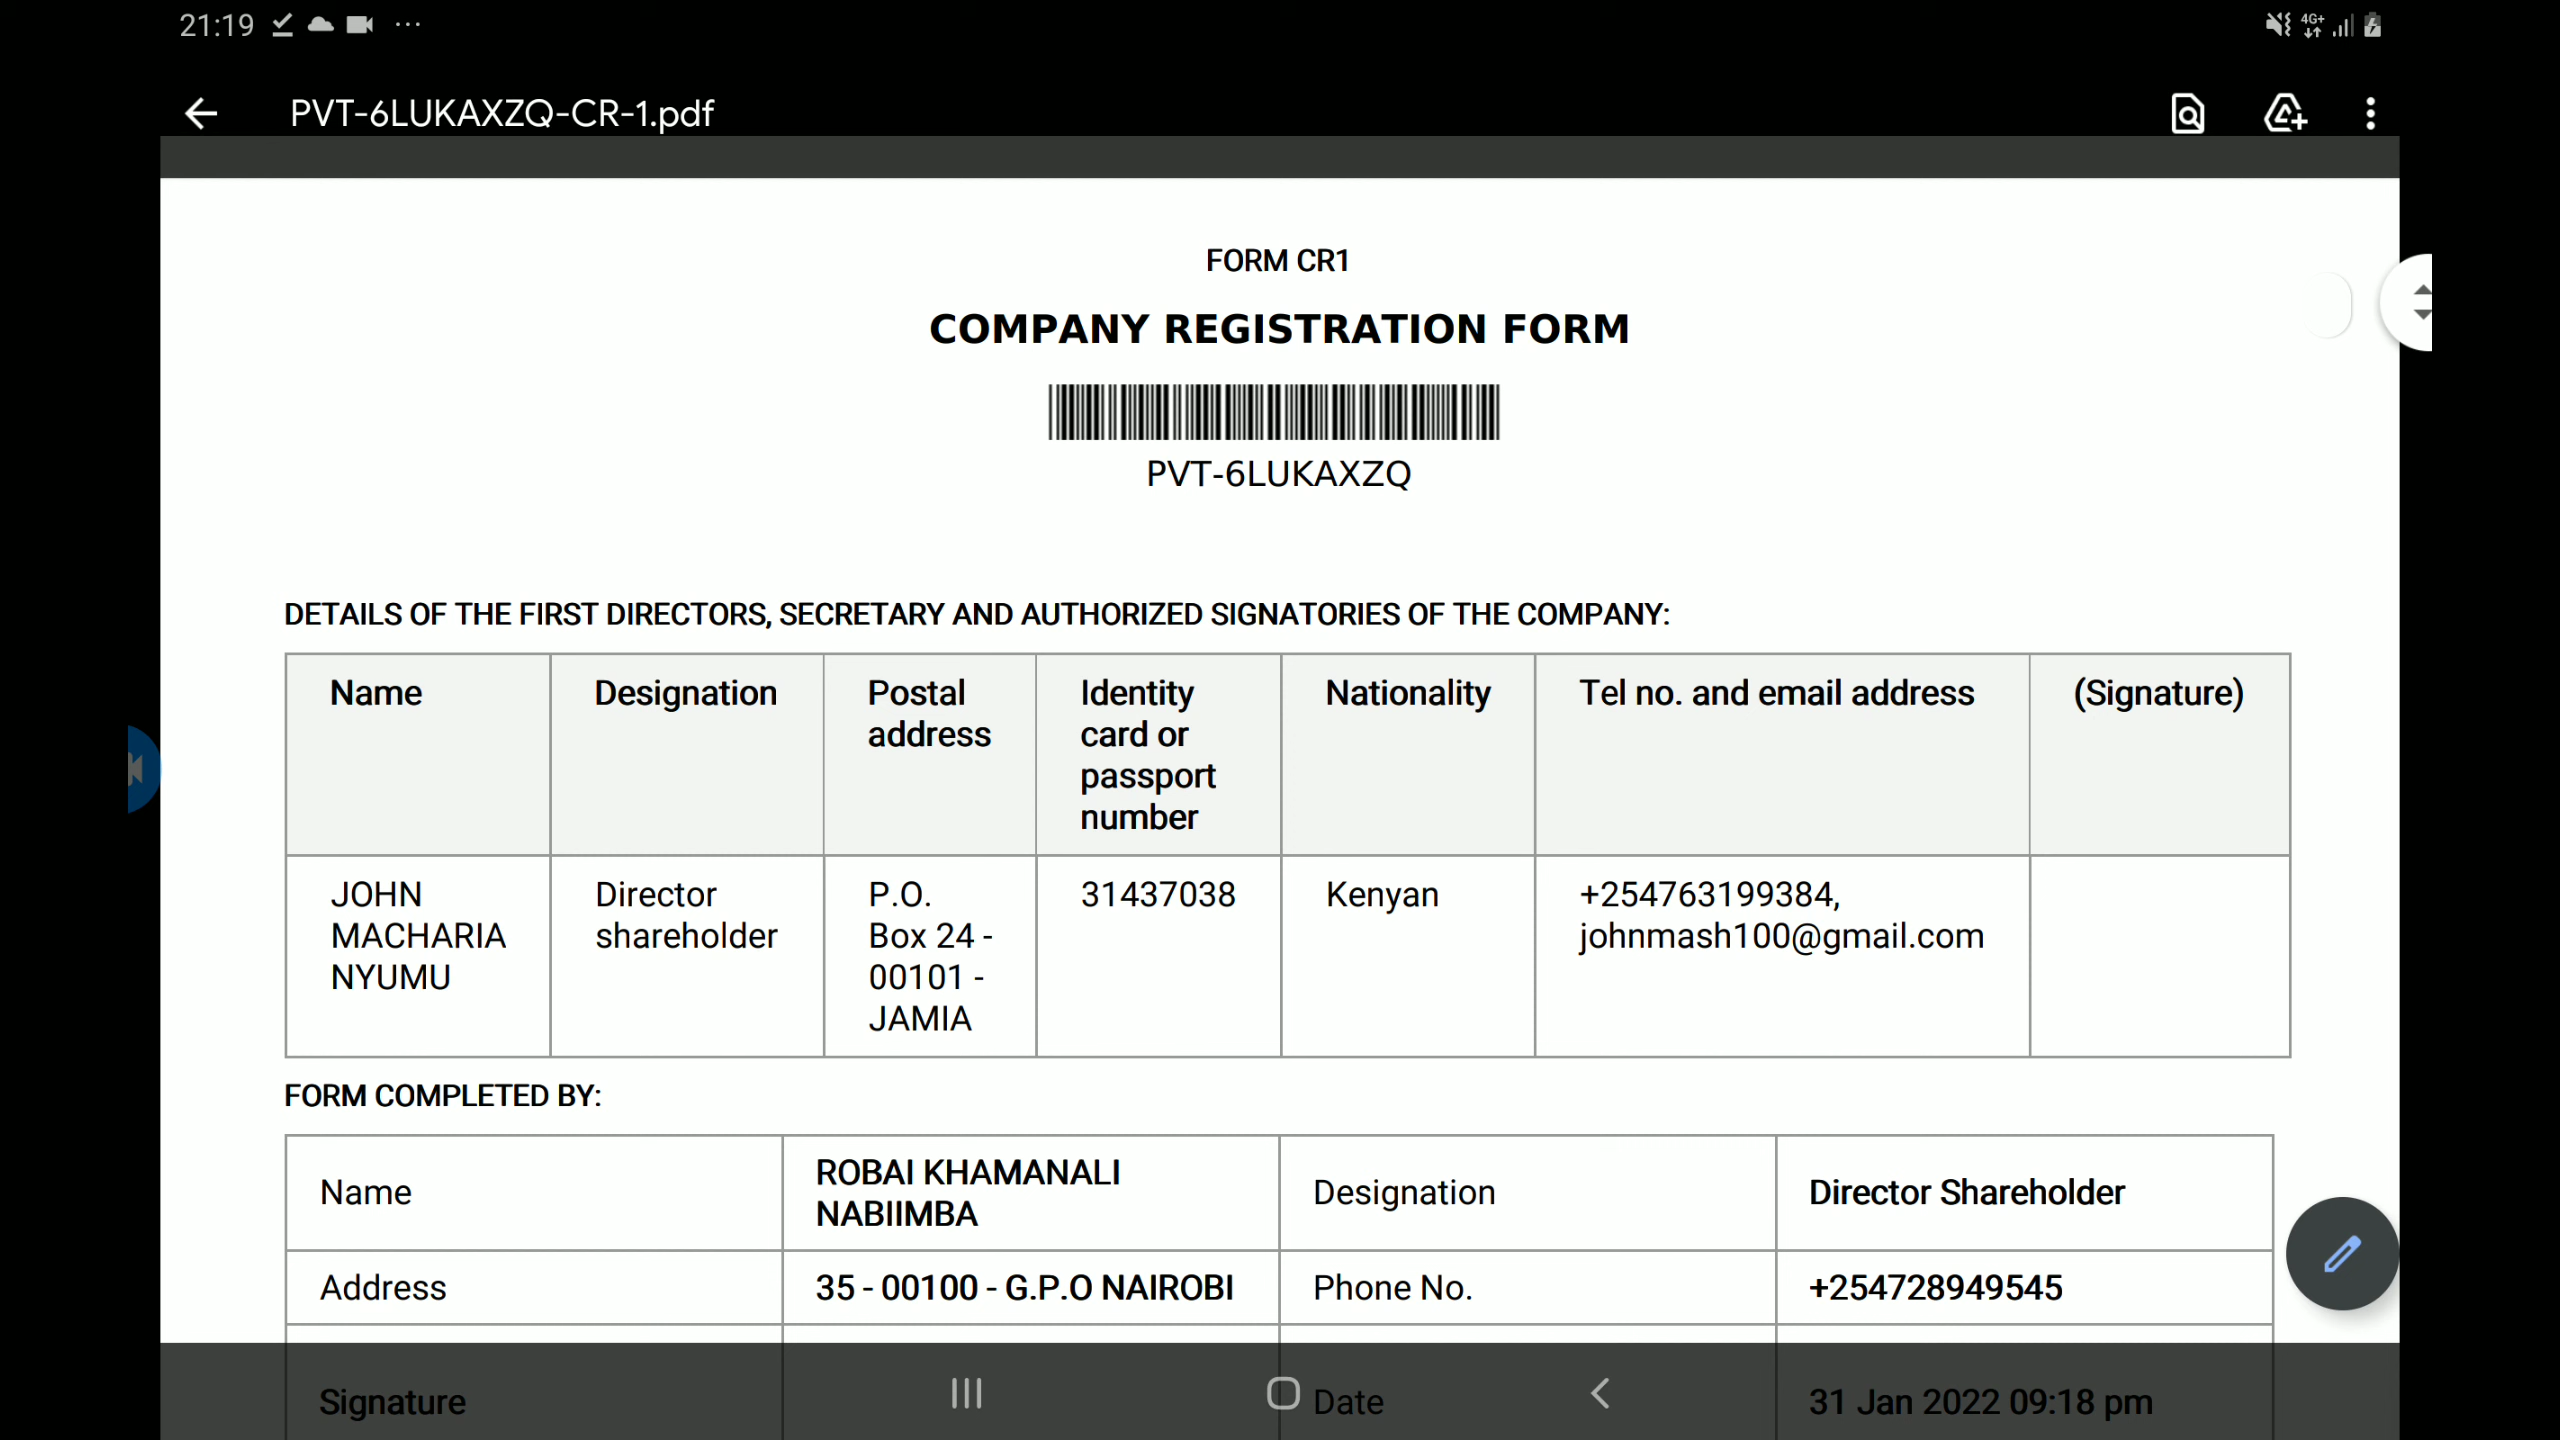 21:19
4G+
PVT-6LUKAXZQ-CR-1.pdf
FORM CR1
COMPANY REGISTRATION FORM
PVT-6LUKAXZQ
DETAILS OF THE FIRST DIRECTORS, SECRETARY AND AUTHORIZED SIGNATORIES OF THE COMPANY:
Name
Designation
Postal
address
Identity
card or
passport
number
Nationality
Tel no. and email address
(Signature)
JOHN
MACHARIA
NYUMU
Director
shareholder
P.O.
Box 24 -
00101 -
JAMIA
31437038
Kenyan
+254763199384,
johnmash100@gmail.com
FORM COMPLETED BY:
Name
ROBAI KHAMANALI
NABIIMBA
Designation
Director Shareholder
Address
35 - 00100 - G.P.O NAIROBI
Phone No.
+254728949545
Signature
Date
31 Jan 2022 09:18 pm